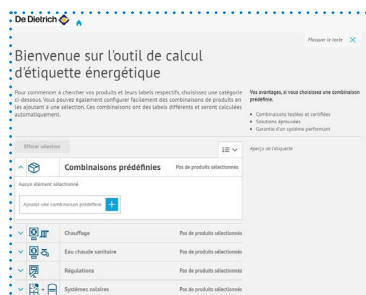 De Dietrich
Masquer le texte
Bienvenue sur l'outil de calcul
d'étiquette énergétique
Pour commencer à chercher vos produits et leurs labels respectifs, choisissez une catégorie
ci-dessous. Vous pouvez également configurer facilement des combinaisons de produits en
les ajoutant à une sélection. Ces combinaisons ont des labels différents et seront calculées
automatiquement.
Vos avantages, si vous choisissez une combinaison
prédéfinie.
Combinaisons testées et certifiées
Solutions éprouvées
Garantie d'un système performant
Effacer sélection
Aperçu de l'étiquette
Combinaisons prédéfinies
Pas de produits sélectionnés
Aucun élément sélectionné
Ajouter une combinaison prédéfinie +
Chauffage
Pas de produits sélectionnés
Eau chaude sanitaire
Pas de produits sélectionnés
Régulations
Pas de produits sélectionnés
Systèmes solaires
Pas de produits sélectionnés